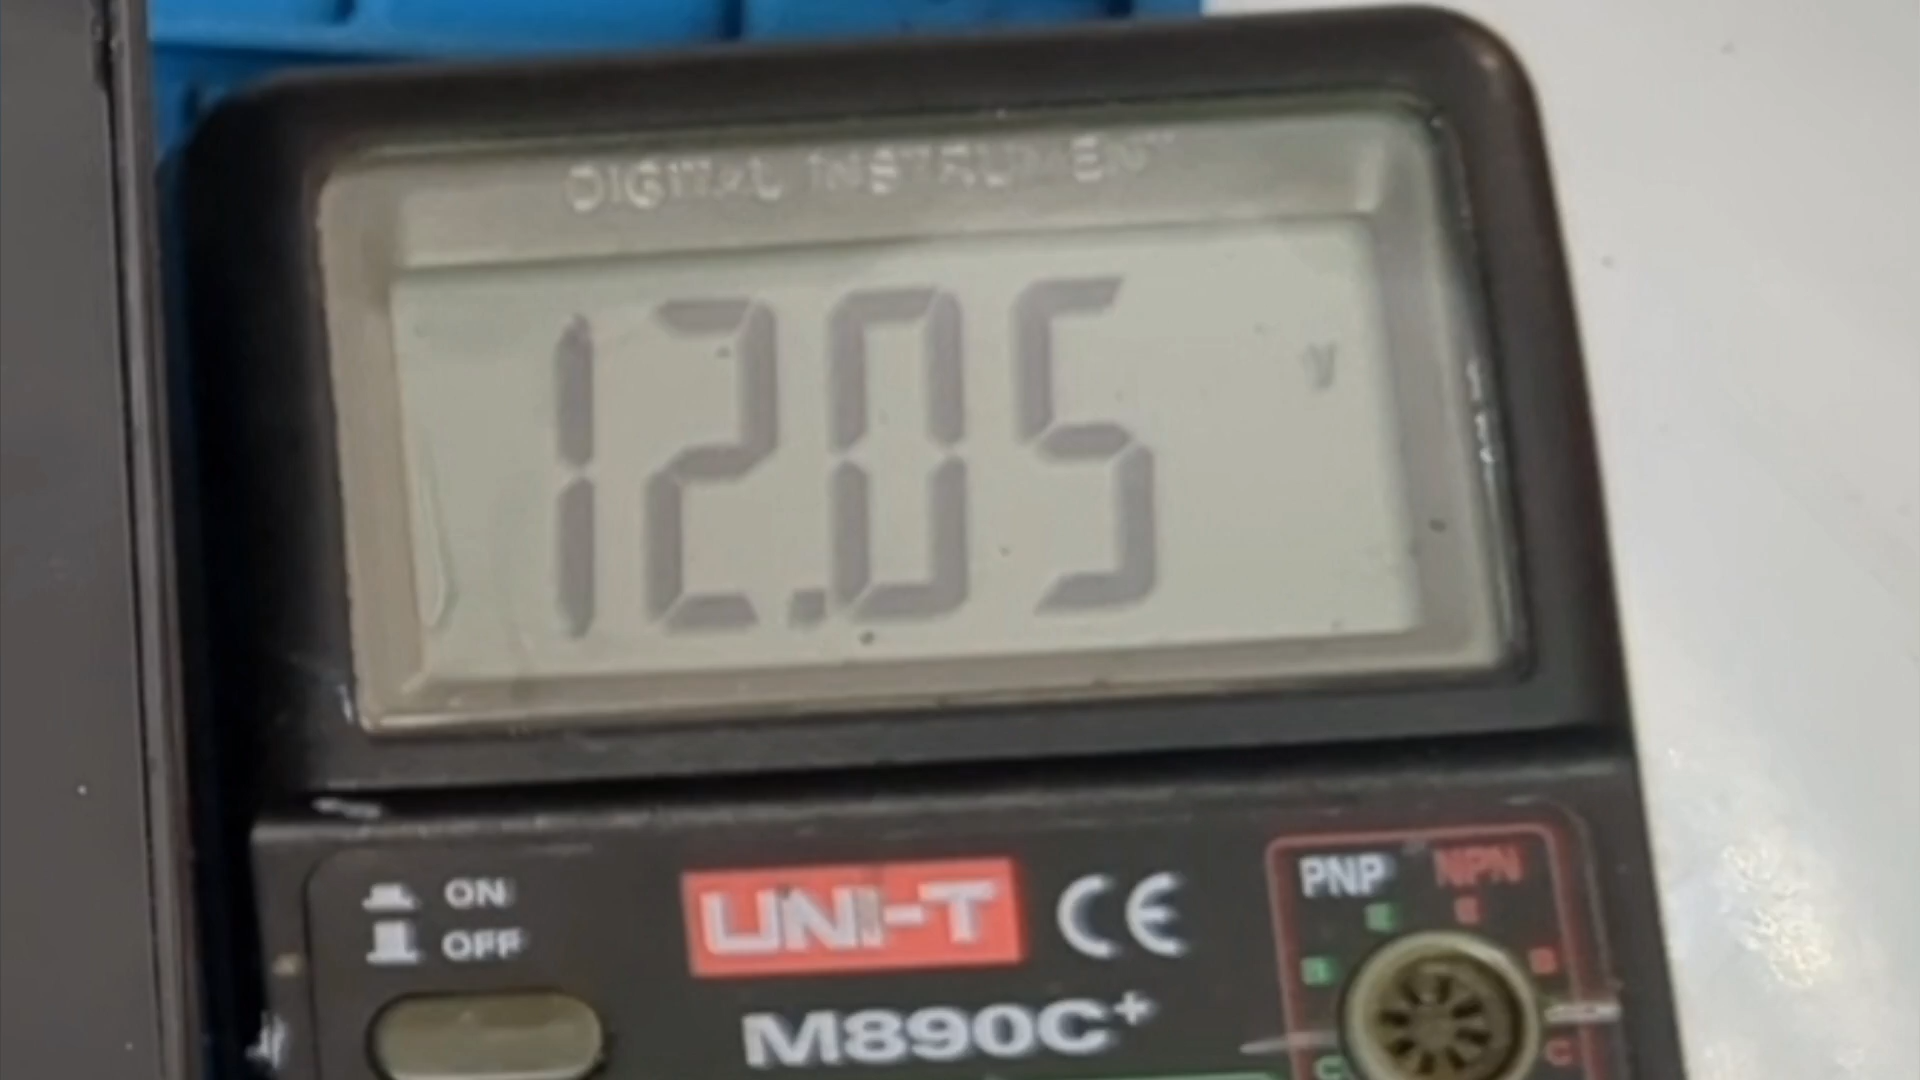 DIGITAL INSTRUMENT
12.05 V
ON
OFF
UNI-T CE
M890C+
PNP NPN
E E
B B
C C